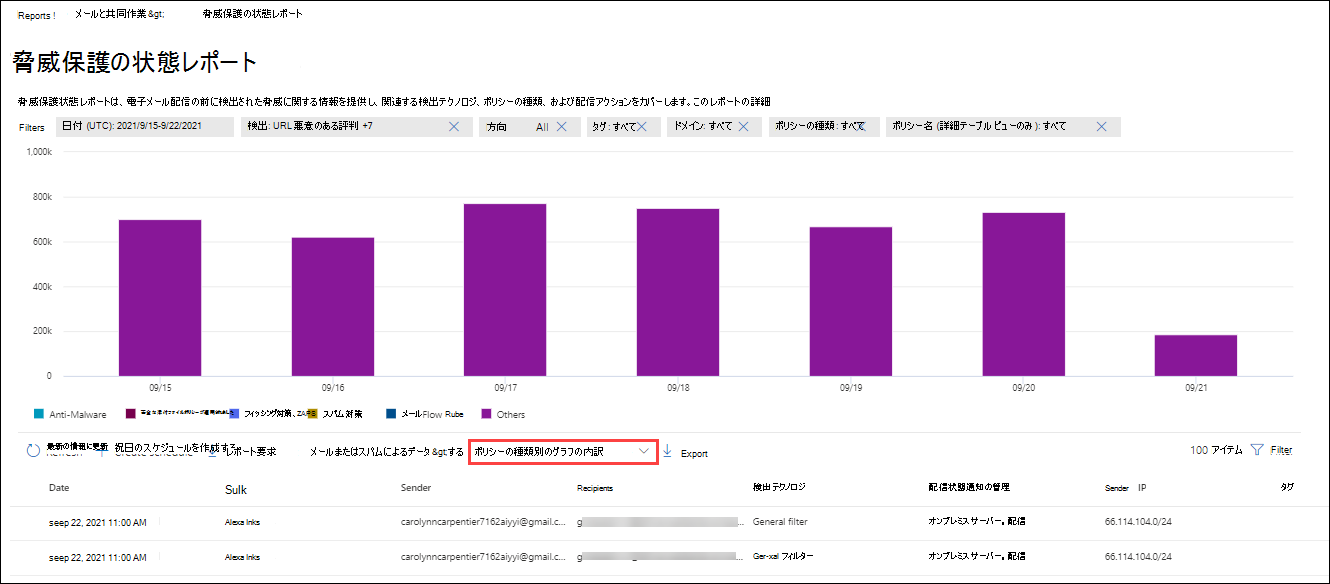 Reports ! メールと共同作業 &gt; 脅威保護の状態レポート
脅威保護の状態レポート
脅威保護状態レポートは、電子メール配信の前に検出された脅威に関する情報を提供し、関連する検出テクノロジ、ポリシーの種類、および配信アクションをカバーします。このレポートの詳細
Filters 日付 (UTC): 2021/9/15-9/22/2021 検出: URL 悪意のある評判 +7 方向 All タグ: すべて ドメイン: すべて ポリシーの種類: すべて ポリシー名 (詳細テーブル ビューのみ): すべて
1,000k
800k
600k
400k
200k
0
09/15 09/16 09/17 09/18 09/19 09/20 09/21
Anti-Malware フィッシング対策、ZAP スパム対策 メールFlow Rube Others
最新の情報に更新 祝日のスケジュールを作成する レポート要求 メールまたはスパムによるデータ &gt;する ポリシーの種類別のグラフの内訳 Export 100 アイテム Filter
Date Sulk Sender Recipients 検出テクノロジ 配信状態通知の管理 Sender IP タグ
seep 22, 2021 11:00 AM Alexa Inks carolynncarpentier7162aiyyi@gmail.c... g ... General filter オンプレミス サーバー。配信 66.114.104.0/24
seep 22, 2021 11:00 AM Alexa Inks carolynncarpentier7162aiyyi@gmail.c... g ... Ger-xal フィルター オンプレミス サーバー。配信 66.114.104.0/24